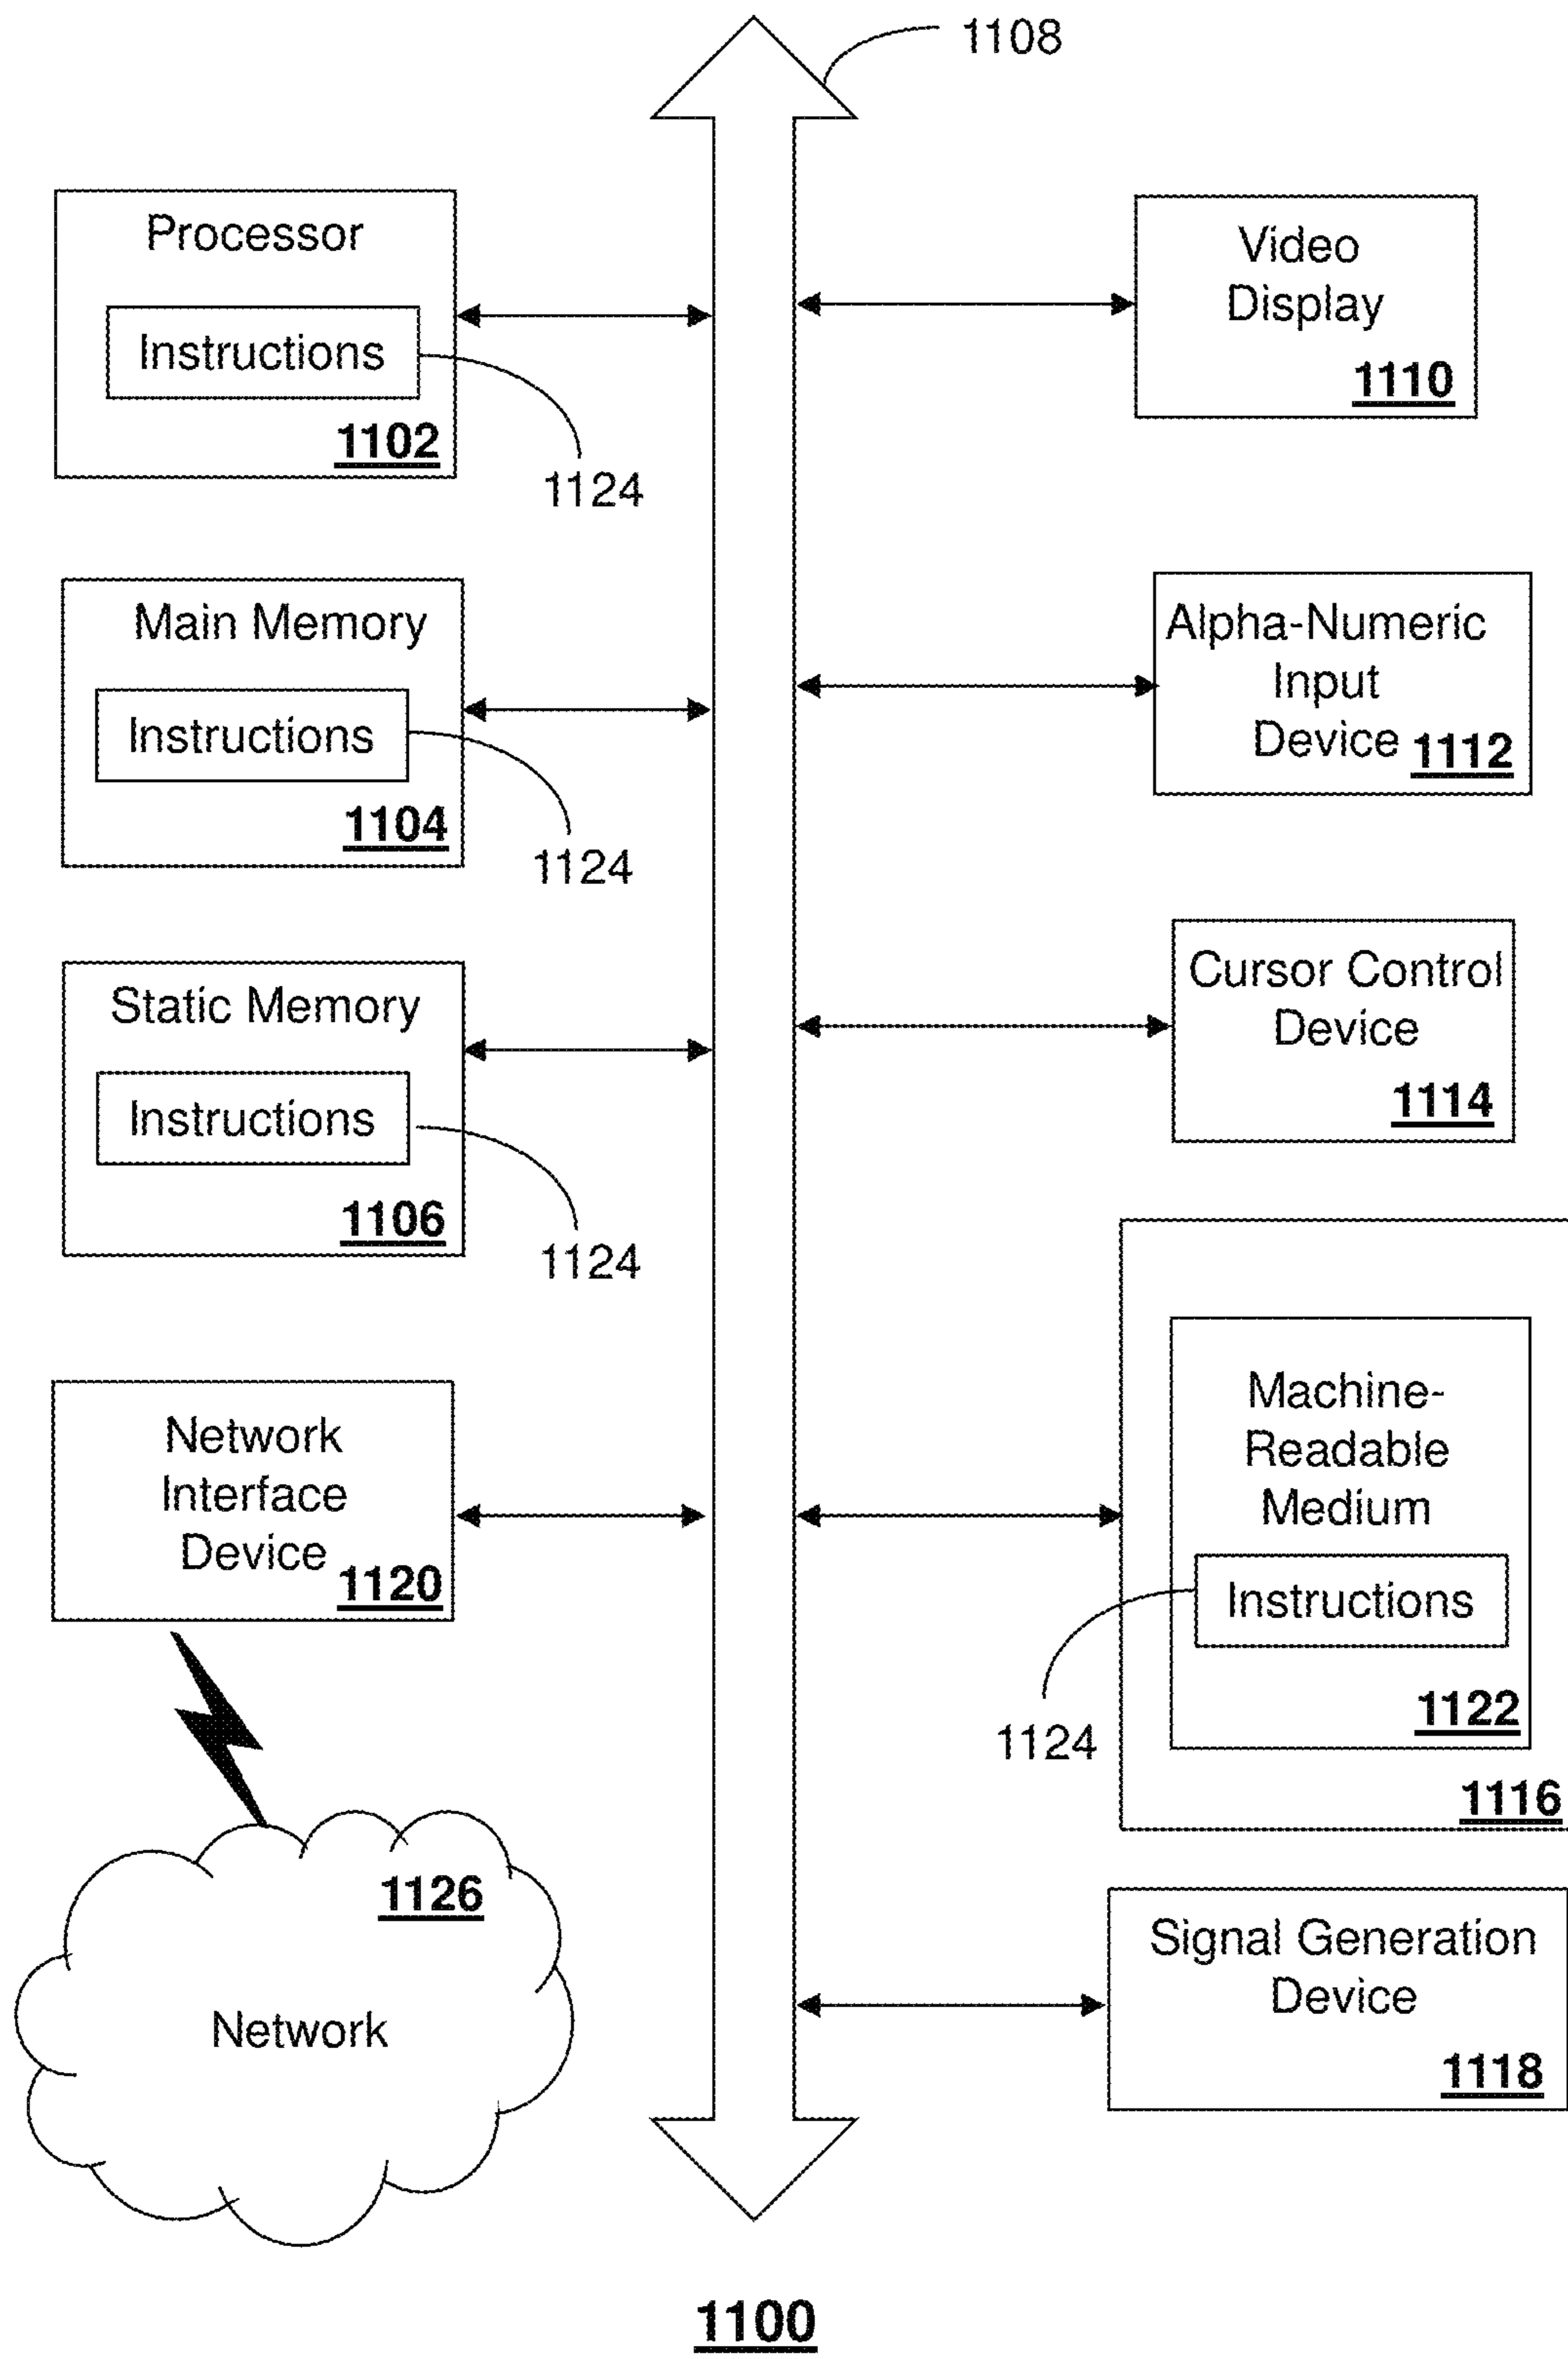 1108
Processor
Instructions
1102
1124
Main Memory
Instructions
1104
1124
Static Memory
Instructions
1106
1124
Network
Interface
Device
1120
1126
Network
Video
Display
1110
Alpha-Numeric
Input
Device
1112
Cursor Control
Device
1114
Machine-
Readable
Medium
Instructions
1122
1124
1116
Signal Generation
Device
1118
1100